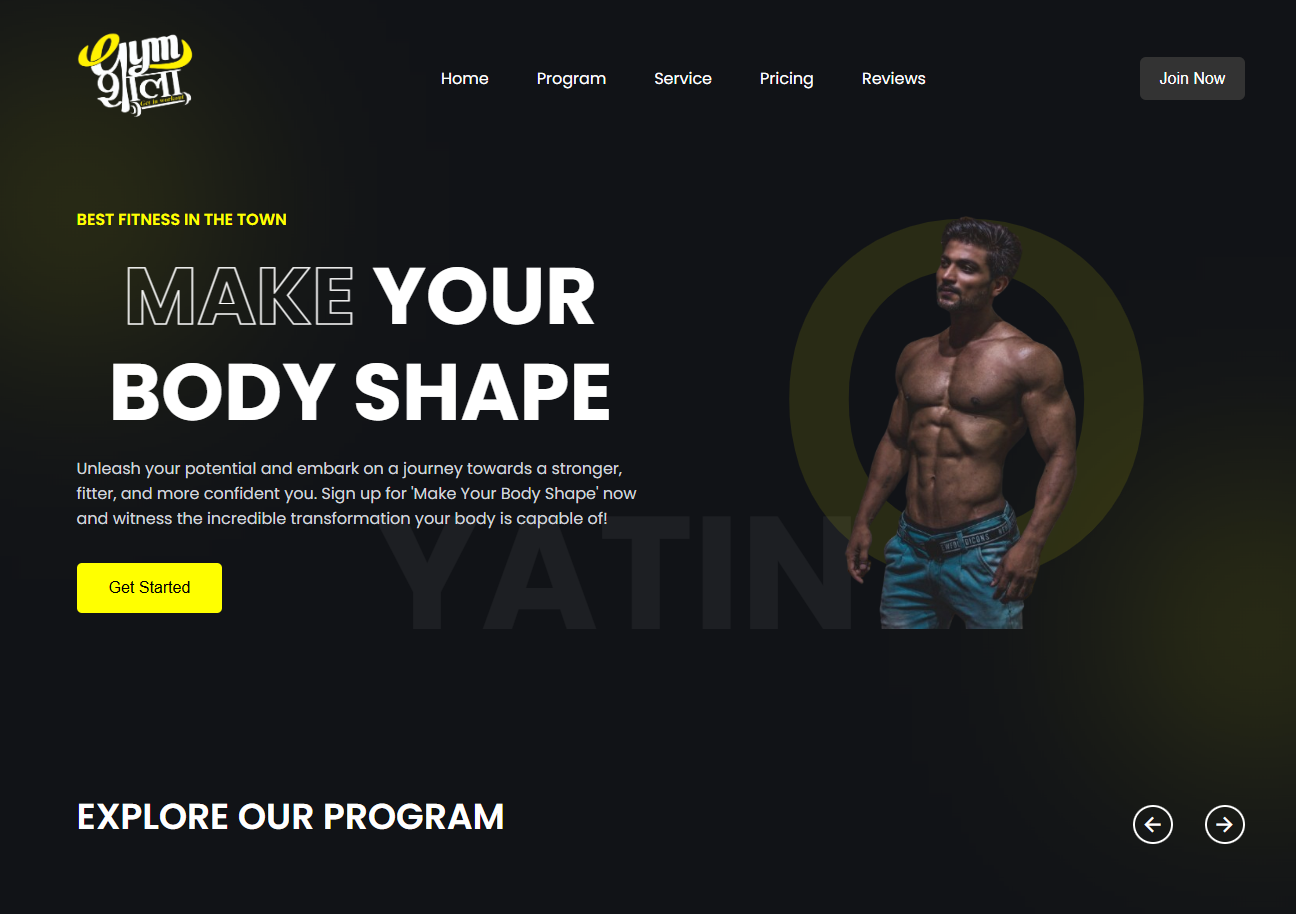 Gym
शाला
Get in workout
Home
Program
Service
Pricing
Reviews
Join Now
BEST FITNESS IN THE TOWN
MAKE YOUR
BODY SHAPE
Unleash your potential and embark on a journey towards a stronger,
fitter, and more confident you. Sign up for 'Make Your Body Shape' now
and witness the incredible transformation your body is capable of!
Get Started
YATIN
O
EXPLORE OUR PROGRAM